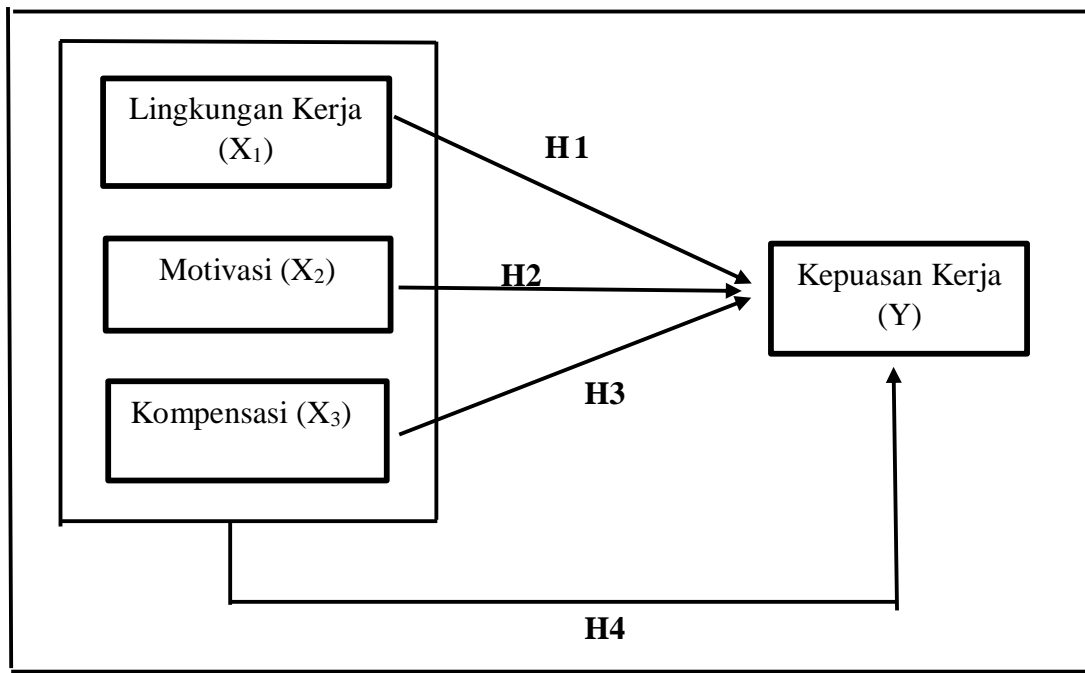 Lingkungan Kerja
(X₁)
H1
Motivasi (X₂)
H2
Kepuasan Kerja
(Y)
Kompensasi (X₃)
H3
H4